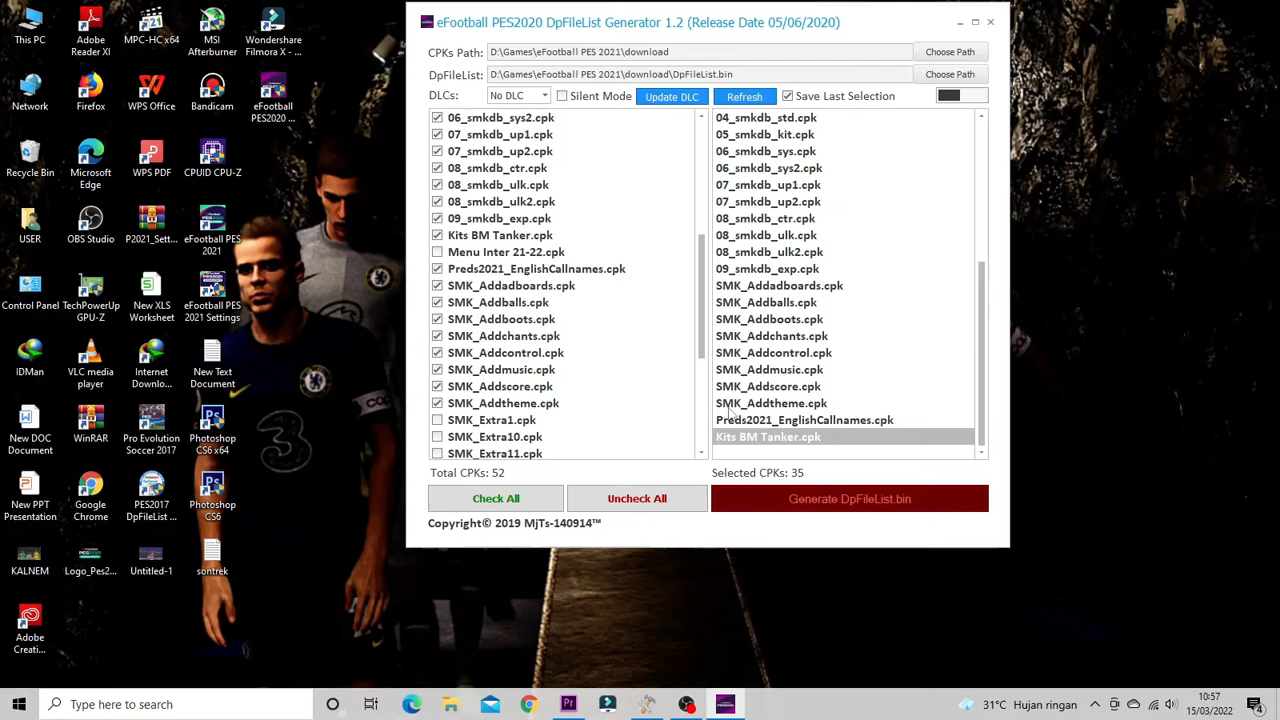 This PC
Adobe
Reader XI
MPC-HC x64
MSI
Afterburner
Wondershare
Filmora X -...
Network
Firefox
WPS Office
Bandicam
eFootball
PES2020 ...
Recycle Bin
Microsoft
Edge
WPS PDF
CPUID CPU-Z
USER
OBS Studio
P2021_Sett...
eFootball PES
2021
Control Panel
TechPowerUp
GPU-Z
New XLS
Worksheet
eFootball PES
2021 Settings
IDMan
VLC media
player
Internet
Downlo...
New Text
Document
New DOC
Document
WinRAR
Pro Evolution
Soccer 2017
Photoshop
CS6 x64
New PPT
Presentation
Google
Chrome
PES2017
DpFileList ...
Photoshop
CS6
KALNEM
Logo_Pes2...
Untitled-1
sontrek
Adobe
Creati...
eFootball PES2020 DpFileList Generator 1.2 (Release Date 05/06/2020)
CPKs Path: D:\Games\eFootball PES 2021\download Choose Path
DpFileList: D:\Games\eFootball PES 2021\download\DpFileList.bin Choose Path
DLCs: No DLC Silent Mode Update DLC Refresh Save Last Selection
06_smkdb_sys2.cpk
07_smkdb_up1.cpk
07_smkdb_up2.cpk
08_smkdb_ctr.cpk
08_smkdb_ulk.cpk
08_smkdb_ulk2.cpk
09_smkdb_exp.cpk
Kits BM Tanker.cpk
Menu Inter 21-22.cpk
Preds2021_EnglishCallnames.cpk
SMK_Addadboards.cpk
SMK_Addballs.cpk
SMK_Addboots.cpk
SMK_Addchants.cpk
SMK_Addcontrol.cpk
SMK_Addmusic.cpk
SMK_Addscore.cpk
SMK_Addtheme.cpk
SMK_Extra1.cpk
SMK_Extra10.cpk
SMK_Extra11.cpk
04_smkdb_std.cpk
05_smkdb_kit.cpk
06_smkdb_sys.cpk
06_smkdb_sys2.cpk
07_smkdb_up1.cpk
07_smkdb_up2.cpk
08_smkdb_ctr.cpk
08_smkdb_ulk.cpk
08_smkdb_ulk2.cpk
09_smkdb_exp.cpk
SMK_Addadboards.cpk
SMK_Addballs.cpk
SMK_Addboots.cpk
SMK_Addchants.cpk
SMK_Addcontrol.cpk
SMK_Addmusic.cpk
SMK_Addscore.cpk
SMK_Addtheme.cpk
Preds2021_EnglishCallnames.cpk
Kits BM Tanker.cpk
Total CPKs: 52
Selected CPKs: 35
Check All
Uncheck All
Generate DpFileList.bin
Copyright© 2019 MjTs-140914™
Type here to search
31°C Hujan ringan
10:57
15/03/2022
4